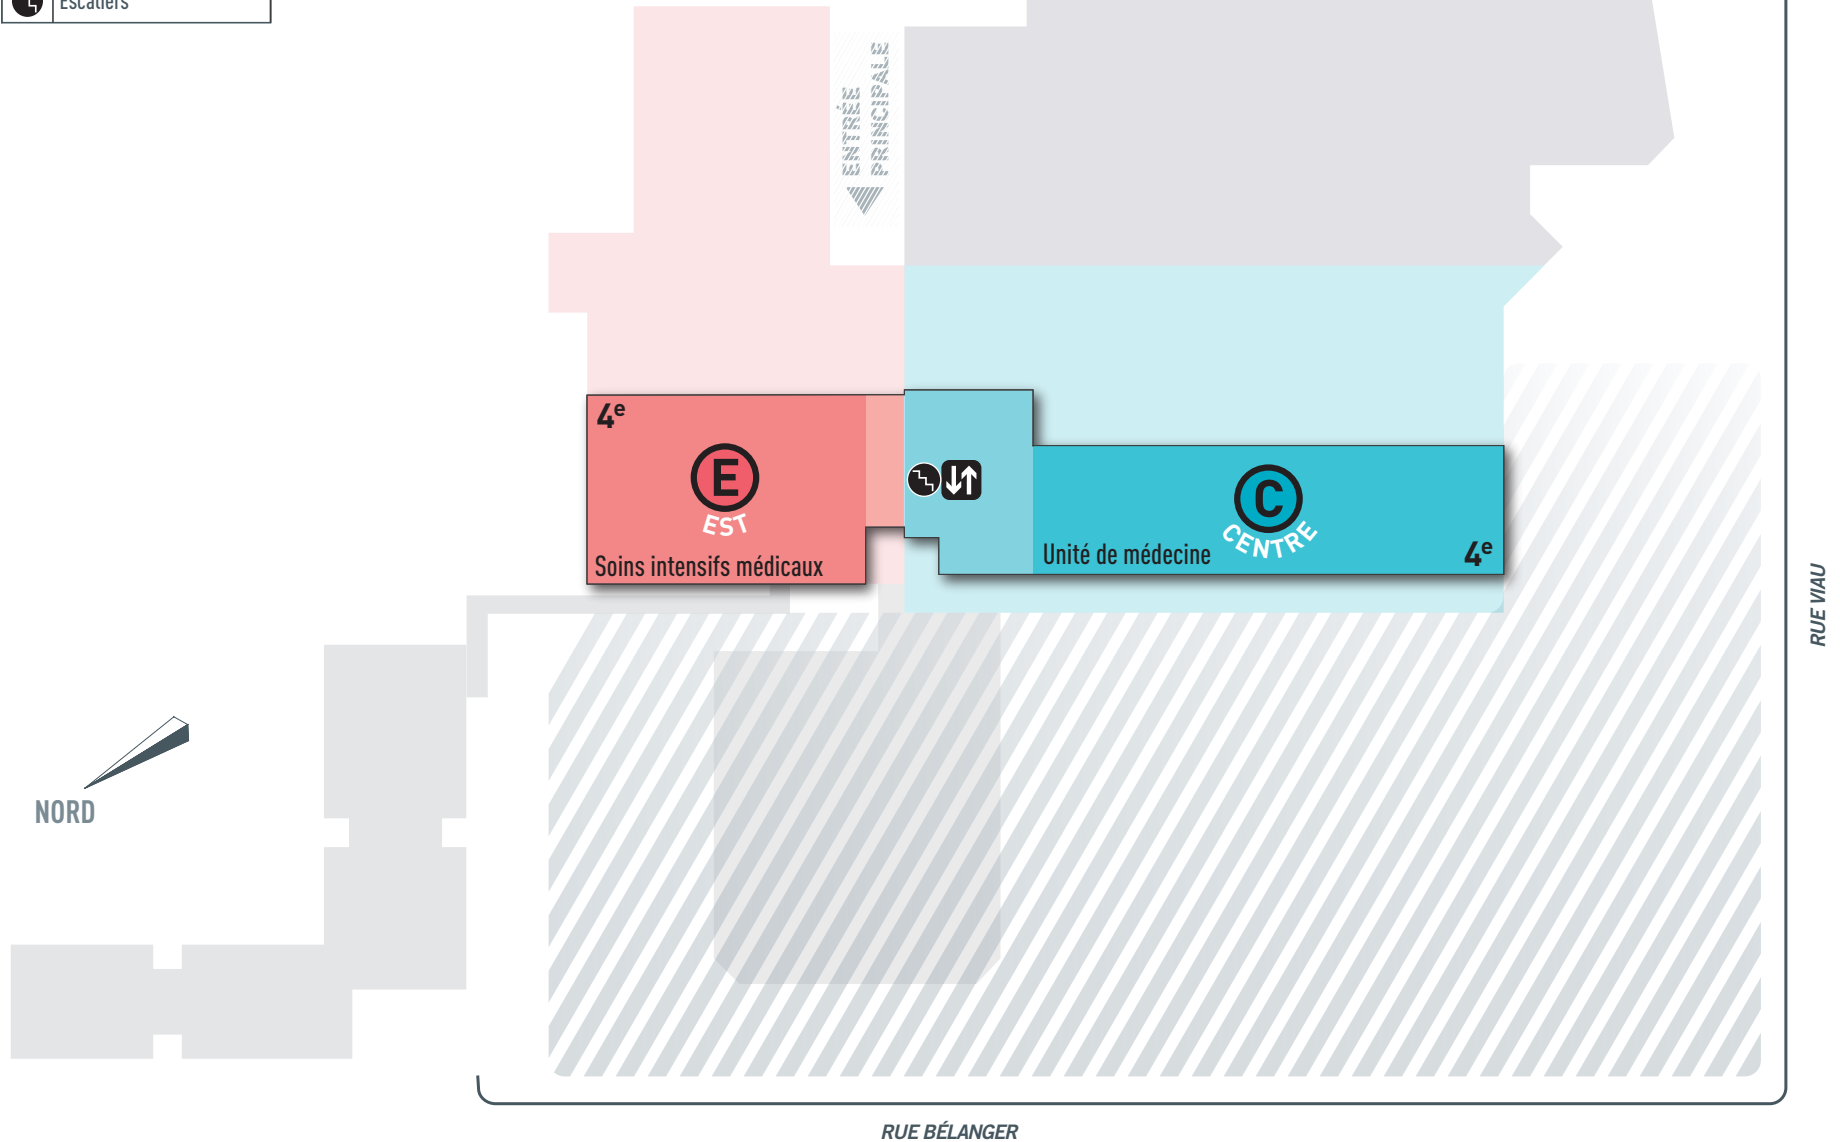 Escaliers
ENTRÉE
PRINCIPALE
4e
E
EST
Soins intensifs médicaux
C
CENTRE
Unité de médecine
4e
RUE VIAU
NORD
RUE BÉLANGER